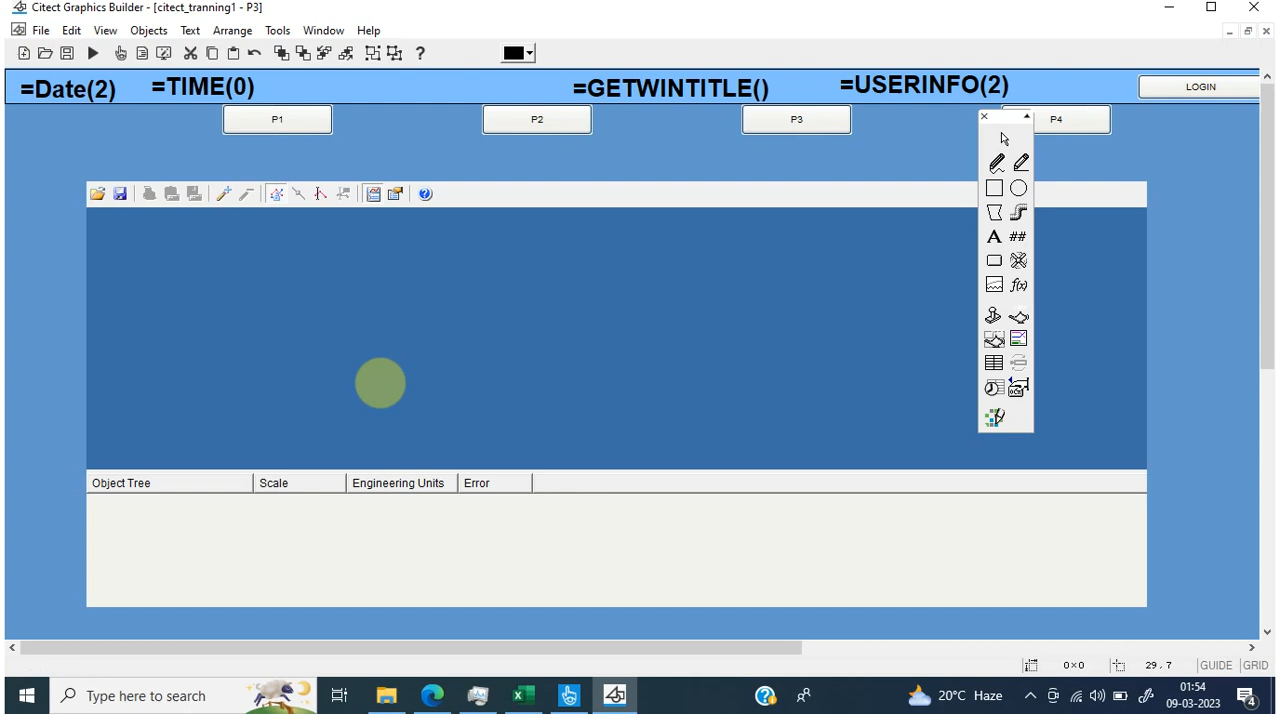 Citect Graphics Builder - [citect_tranning1 - P3]
File Edit View Objects Text Arrange Tools Window Help
=Date(2) =TIME(0) =GETWINTITLE() =USERINFO(2) LOGIN
P1 P2 P3 P4
A ##
f(x)
Object Tree Scale Engineering Units Error
0×0 29,7 GUIDE GRID
Type here to search
20°C Haze
01:54
09-03-2023
4